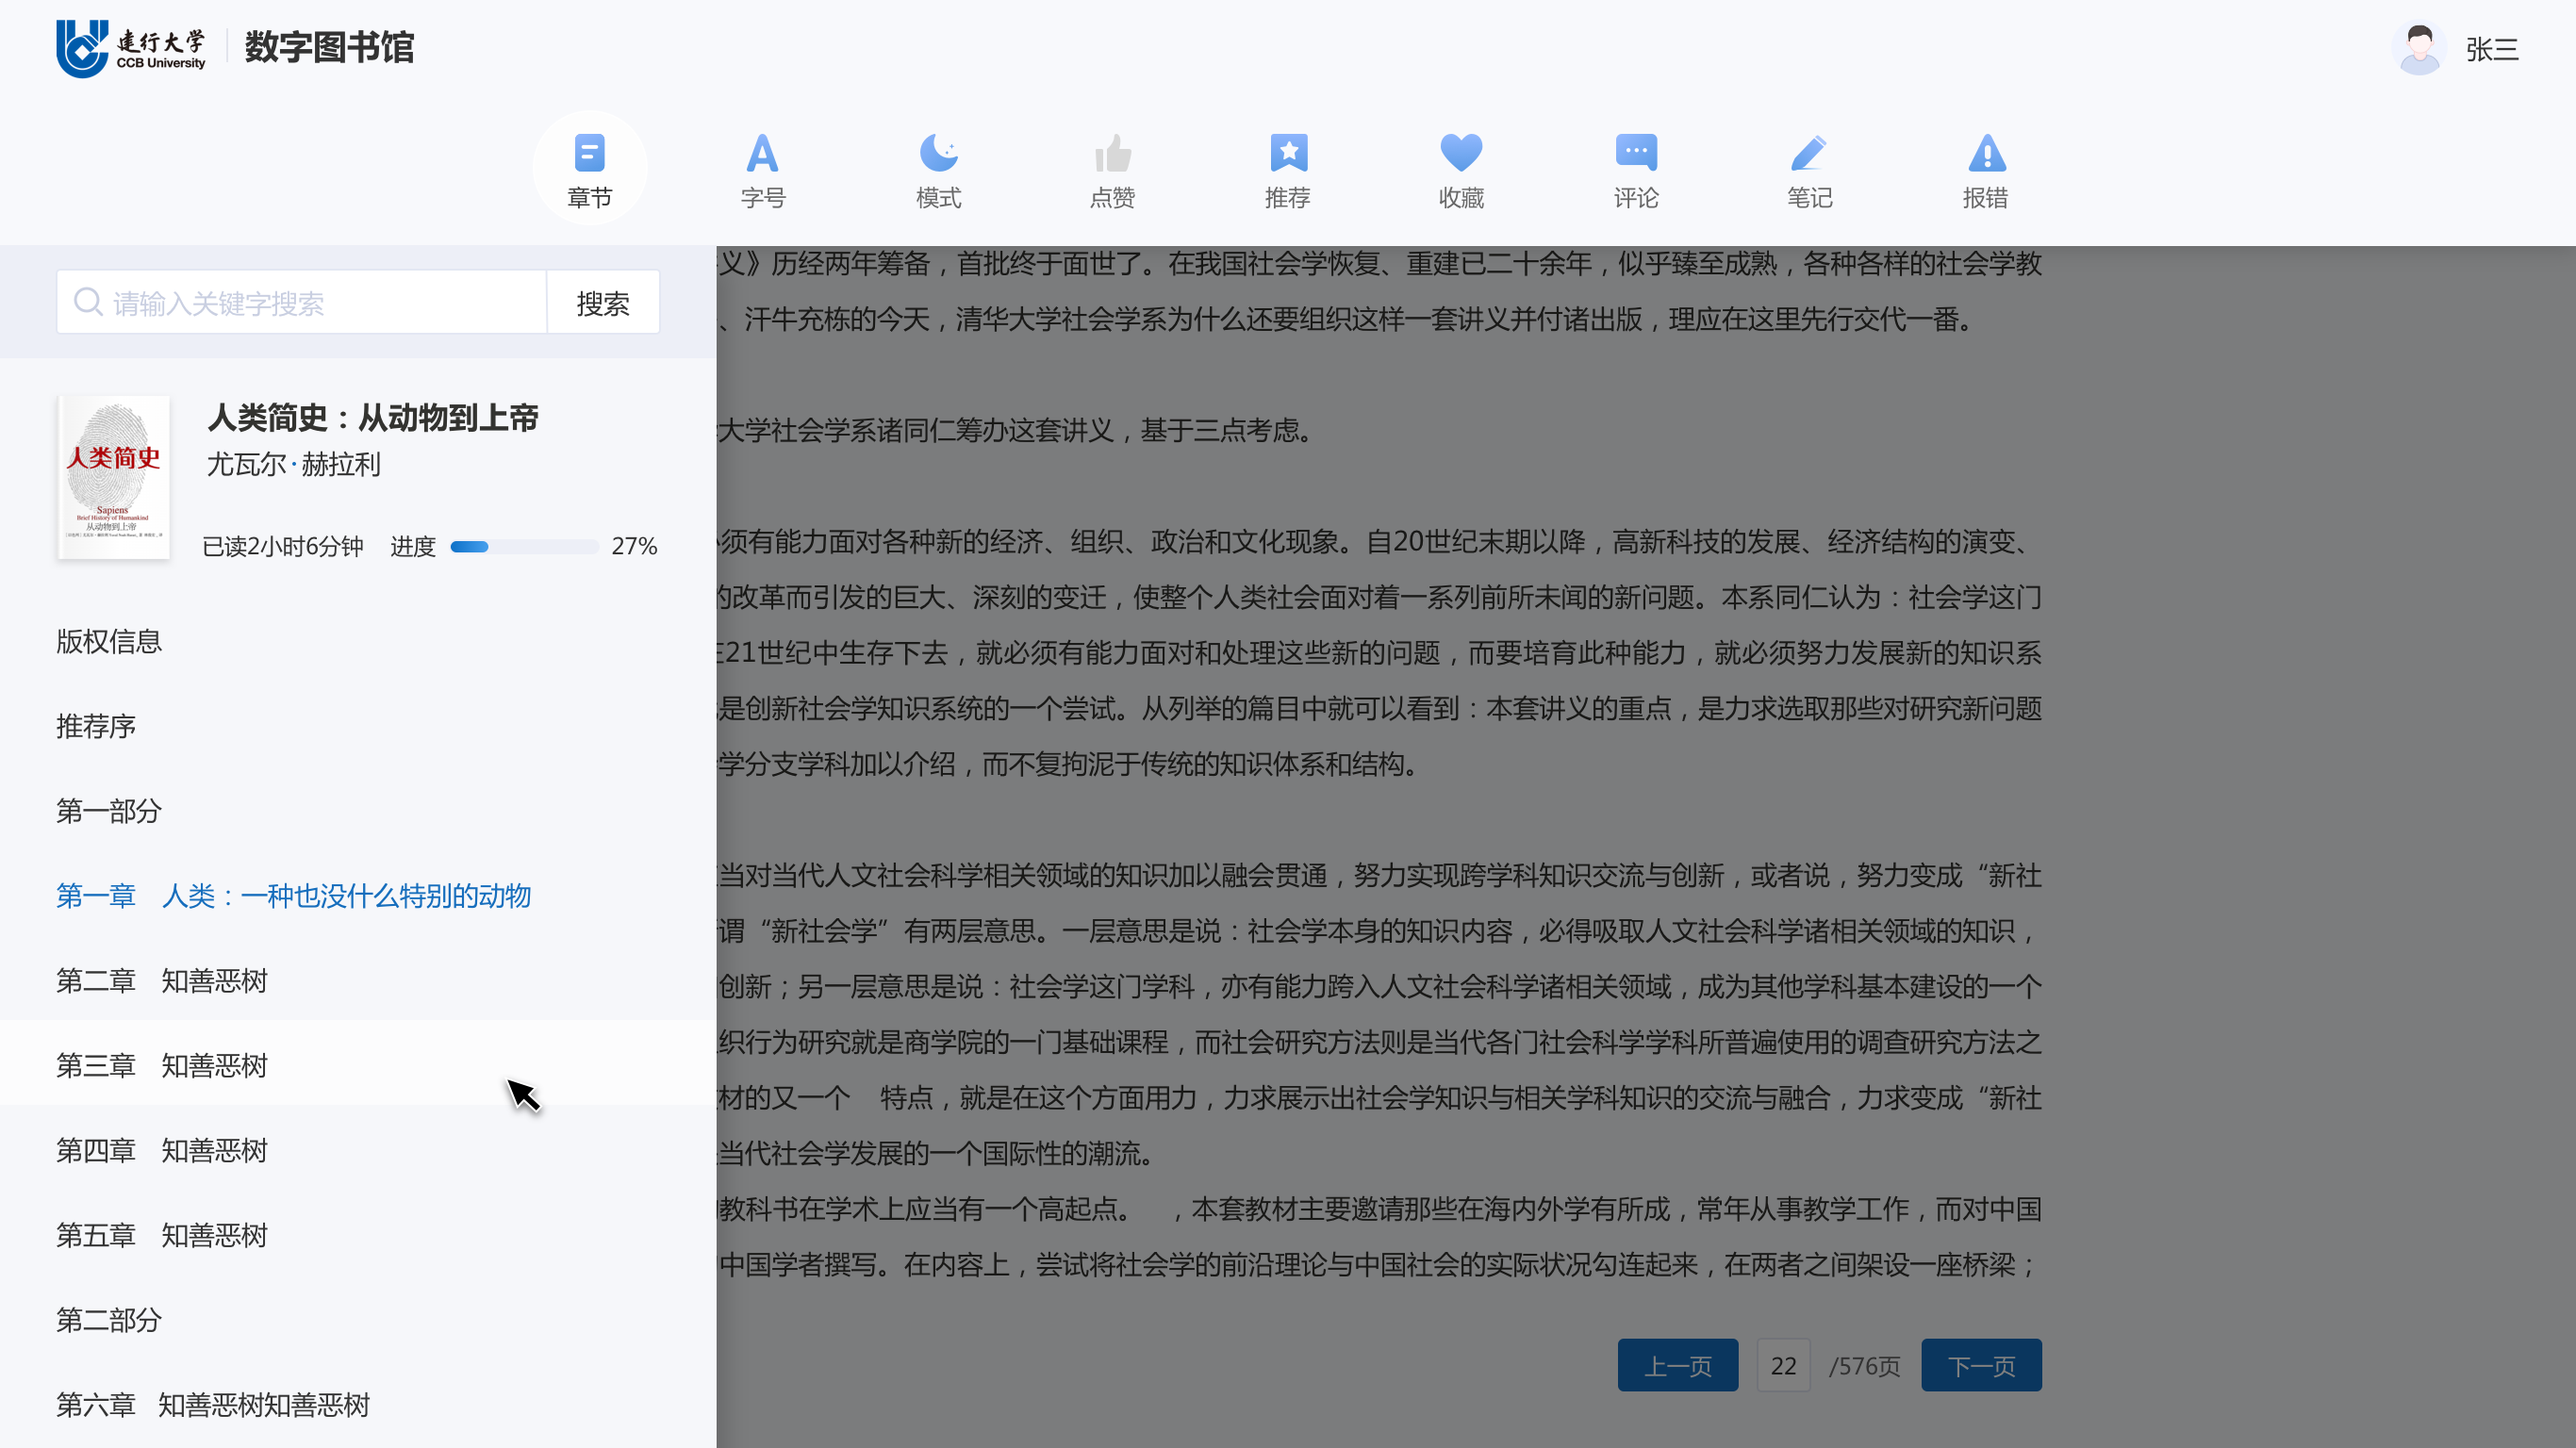 建行大学
CCB University
数字图书馆
张三
章节
字号
模式
点赞
推荐
收藏
评论
笔记
报错
请输入关键字搜索
搜索
人类简史
Sapiens
Brief History of Humankind
从动物到上帝
人类简史：从动物到上帝
尤瓦尔·赫拉利
已读2小时6分钟 进度 27%
版权信息
推荐序
第一部分
第一章 人类：一种也没什么特别的动物
第二章 知善恶树
第三章 知善恶树
第四章 知善恶树
第五章 知善恶树
第二部分
第六章 知善恶树知善恶树
义》历经两年筹备，首批终于面世了。在我国社会学恢复、重建已二十余年，似乎臻至成熟，各种各样的社会学教
、汗牛充栋的今天，清华大学社会学系为什么还要组织这样一套讲义并付诸出版，理应在这里先行交代一番。
大学社会学系诸同仁筹办这套讲义，基于三点考虑。
须有能力面对各种新的经济、组织、政治和文化现象。自20世纪末期以降，高新科技的发展、经济结构的演变、
的改革而引发的巨大、深刻的变迁，使整个人类社会面对着一系列前所未闻的新问题。本系同仁认为：社会学这门
21世纪中生存下去，就必须有能力面对和处理这些新的问题，而要培育此种能力，就必须努力发展新的知识系
是创新社会学知识系统的一个尝试。从列举的篇目中就可以看到：本套讲义的重点，是力求选取那些对研究新问题
学分支学科加以介绍，而不复拘泥于传统的知识体系和结构。
当对当代人文社会科学相关领域的知识加以融会贯通，努力实现跨学科知识交流与创新，或者说，努力变成“新社
谓“新社会学”有两层意思。一层意思是说：社会学本身的知识内容，必得吸取人文社会科学诸相关领域的知识，
创新；另一层意思是说：社会学这门学科，亦有能力跨入人文社会科学诸相关领域，成为其他学科基本建设的一个
织行为研究就是商学院的一门基础课程，而社会研究方法则是当代各门社会科学学科所普遍使用的调查研究方法之
材的又一个 特点，就是在这个方面用力，力求展示出社会学知识与相关学科知识的交流与融合，力求变成“新社
当代社会学发展的一个国际性的潮流。
教科书在学术上应当有一个高起点。 ，本套教材主要邀请那些在海内外学有所成，常年从事教学工作，而对中国
中国学者撰写。在内容上，尝试将社会学的前沿理论与中国社会的实际状况勾连起来，在两者之间架设一座桥梁；
上一页 22 /576页 下一页